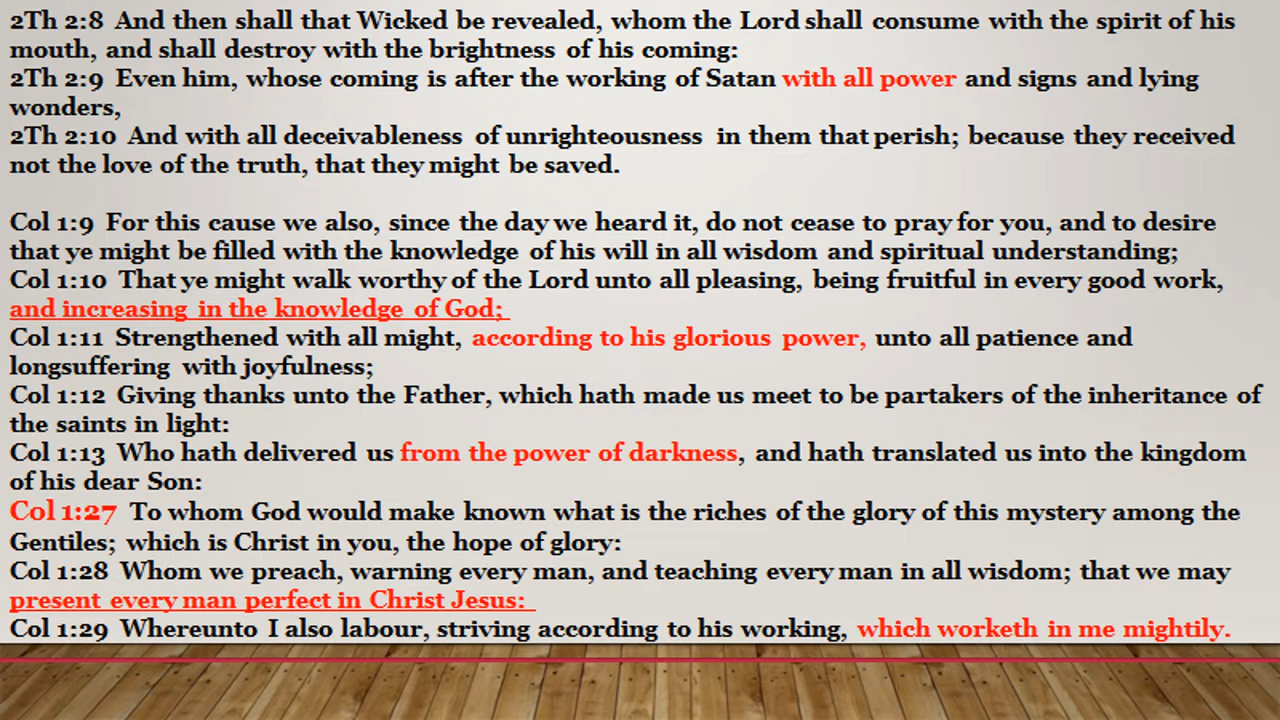 2Th 2:8 And then shall that Wicked be revealed, whom the Lord shall consume with the spirit of his
mouth, and shall destroy with the brightness of his coming:
2Th 2:9 Even him, whose coming is after the working of Satan with all power and signs and lying
wonders,
2Th 2:10 And with all deceivableness of unrighteousness in them that perish; because they received
not the love of the truth, that they might be saved.
Col 1:9 For this cause we also, since the day we heard it, do not cease to pray for you, and to desire
that ye might be filled with the knowledge of his will in all wisdom and spiritual understanding;
Col 1:10 That ye might walk worthy of the Lord unto all pleasing, being fruitful in every good work,
and increasing in the knowledge of God;
Col 1:11 Strengthened with all might, according to his glorious power, unto all patience and
longsuffering with joyfulness;
Col 1:12 Giving thanks unto the Father, which hath made us meet to be partakers of the inheritance of
the saints in light:
Col 1:13 Who hath delivered us from the power of darkness, and hath translated us into the kingdom
of his dear Son:
Col 1:27 To whom God would make known what is the riches of the glory of this mystery among the
Gentiles; which is Christ in you, the hope of glory:
Col 1:28 Whom we preach, warning every man, and teaching every man in all wisdom; that we may
present every man perfect in Christ Jesus:
Col 1:29 Whereunto I also labour, striving according to his working, which worketh in me mightily.